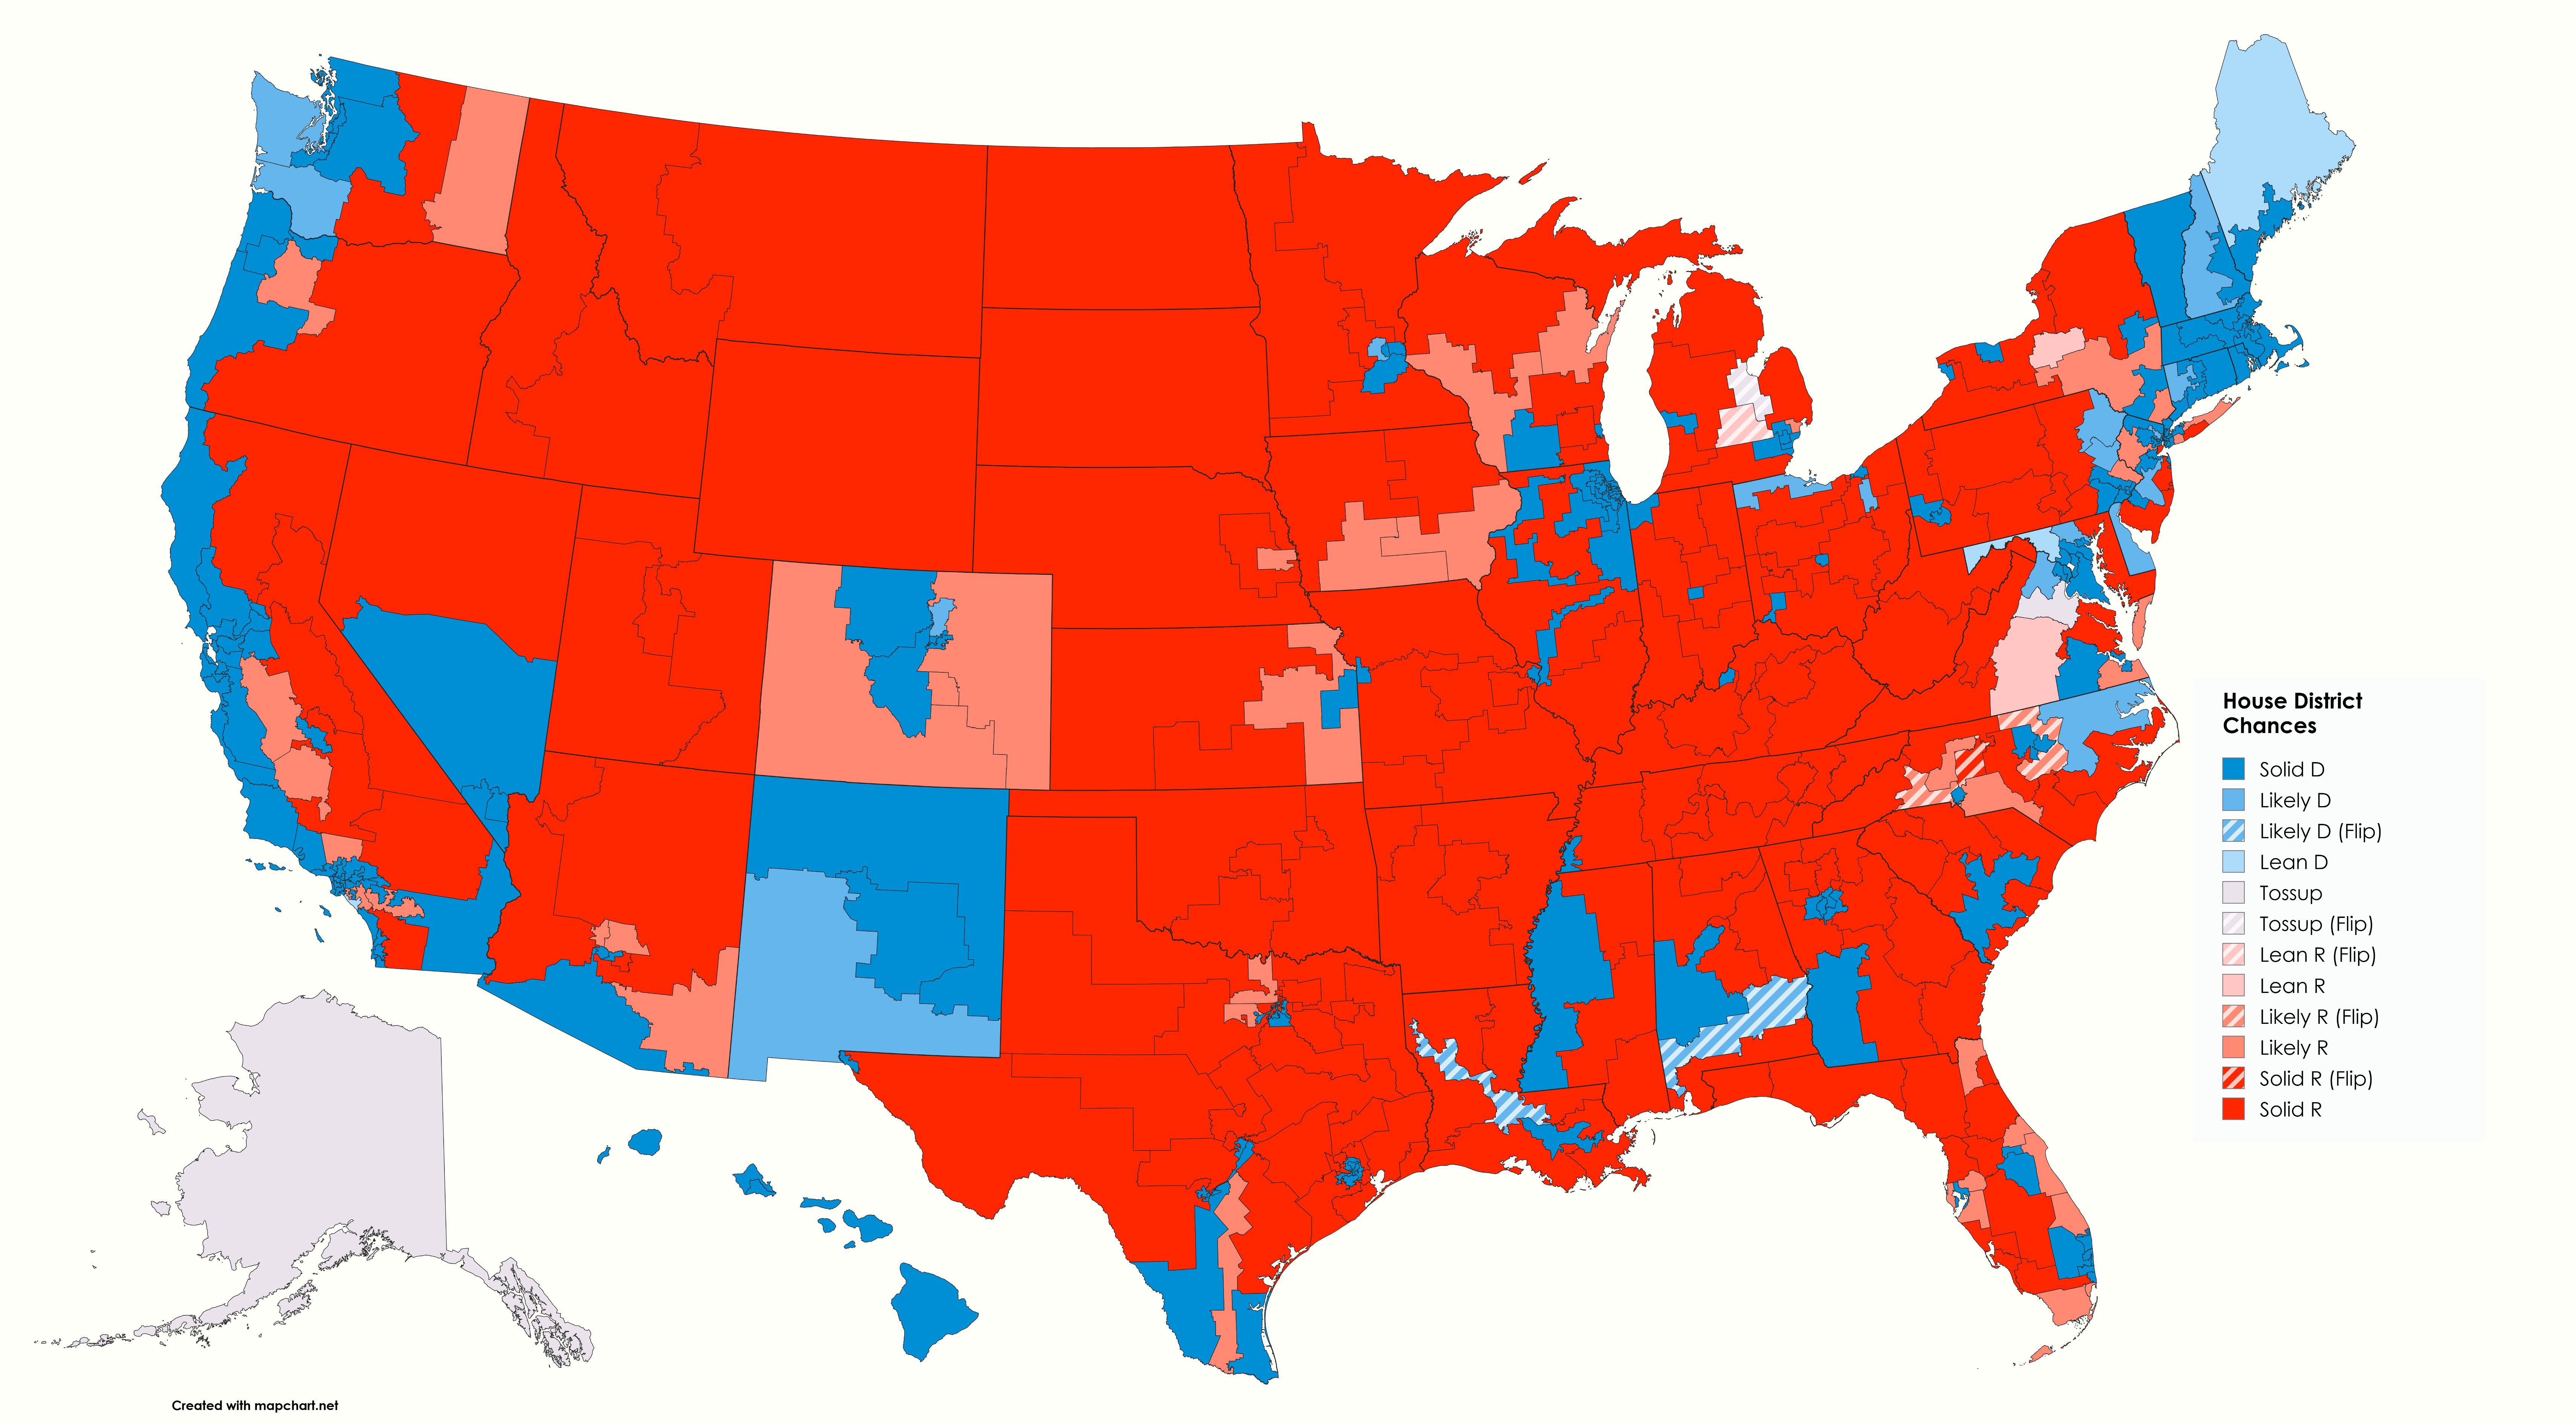 House District
Chances
Solid D
Likely D
Likely D (Flip)
Lean D
Tossup
Tossup (Flip)
Lean R (Flip)
Lean R
Likely R (Flip)
Likely R
Solid R (Flip)
Solid R
Created with mapchart.net